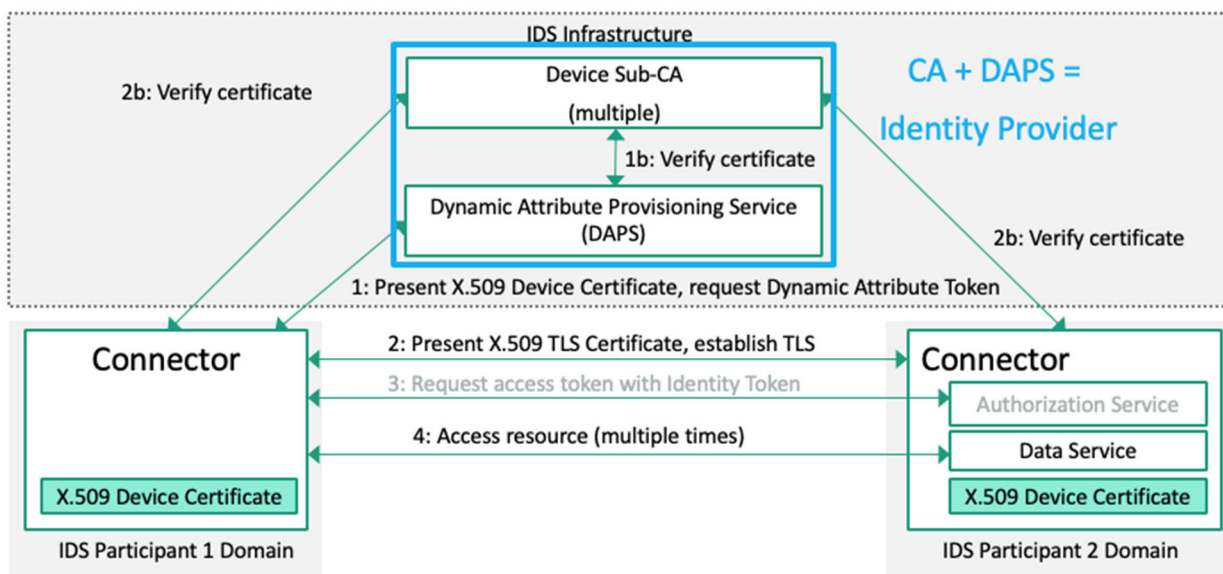 IDS Infrastructure
2b: Verify certificate
Device Sub-CA
(multiple)
CA + DAPS =
Identity Provider
1b: Verify certificate
Dynamic Attribute Provisioning Service
(DAPS)
2b: Verify certificate
1: Present X.509 Device Certificate, request Dynamic Attribute Token
Connector
2: Present X.509 TLS Certificate, establish TLS
Connector
3: Request access token with Identity Token
Authorization Service
4: Access resource (multiple times)
Data Service
X.509 Device Certificate
X.509 Device Certificate
IDS Participant 1 Domain
IDS Participant 2 Domain